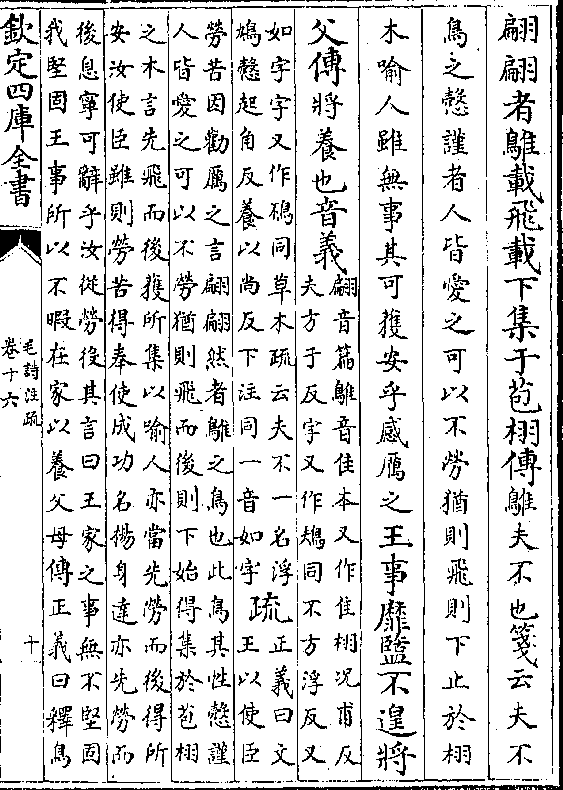 翩翩者鵻載飛載下集于苞栩傳鵻夫不也箋云夫不
鳥之慤謹者人皆愛之可以不勞猶則飛則下止於栩
木喻人雖無事其可獲安乎感厲之王事靡盬不遑將
父傳將養也音義
翩音篇鵻音隹本又作隹栩況甫反
夫方于反字又作鳺同不方浮反又
如字字又作鴀同草木疏云夫不一名浮
鳩慤起角反養以尚反下注同一音如字
疏
正義曰文
王以使臣
勞苦因勸厲之言翩翩然者鵻之鳥也此鳥其性慤謹
人皆愛之可以不勞猶則飛而後則下始得集於苞栩
之木言先飛而後獲所集以喻人亦當先勞而後得所
安汝使臣雖則勞苦得奉使成功名揚身達亦先勞而
後息寧可辭乎汝從勞役其言曰王家之事無不堅固
我堅固王事所以不暇在家以養父母傳正義曰釋鳥
欽定四庫全書
毛詩注疏
卷十六
十